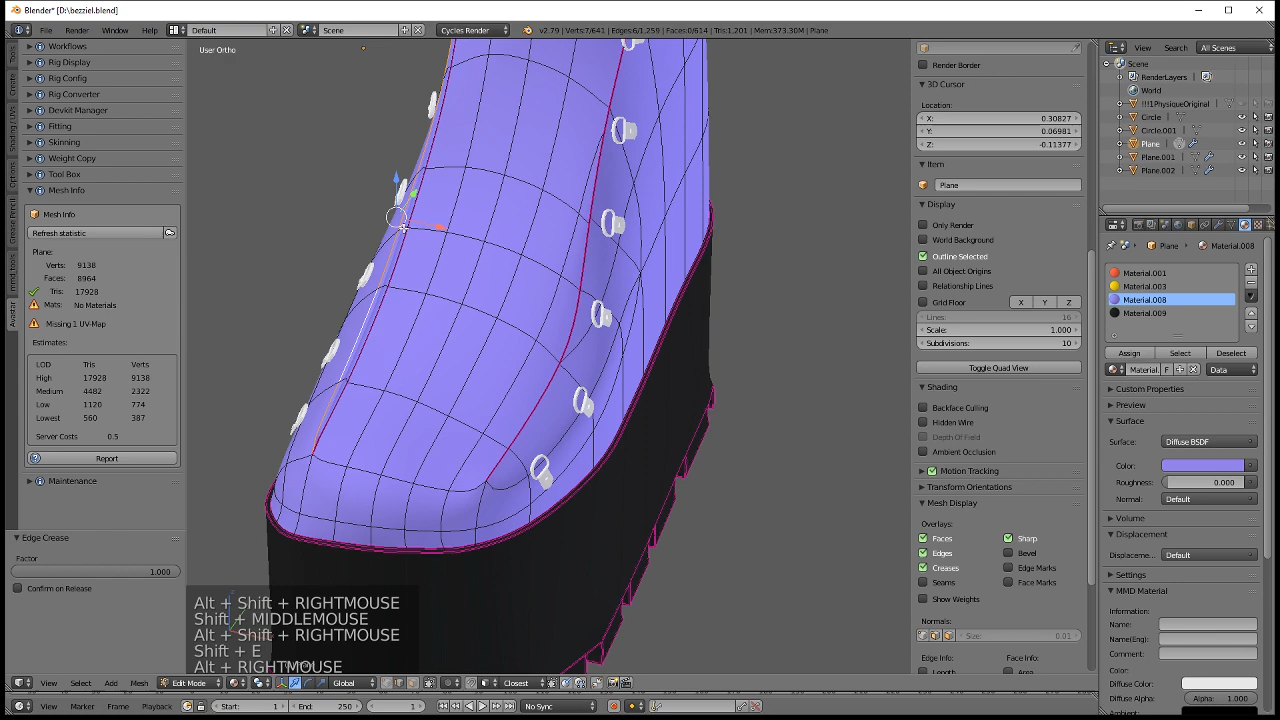 Blender* [D:\bezziel.blend]
File Render Window Help Default Scene Cycles Render v2.79 | Verts:7/641 | Edges:6/1,259 | Faces:0/614 | Tris:1,201 | Mem:373.30M | Plane
User Ortho
Workflows
Rig Display
Rig Config
Rig Converter
Devkit Manager
Fitting
Skinning
Weight Copy
Tool Box
Mesh Info
Mesh Info
Refresh statistic
Plane:
Verts: 9138
Faces: 8964
Tris: 17928
Mats: No Materials
Missing 1 UV-Map
Estimates:
LOD Tris Verts
High 17928 9138
Medium 4482 2322
Low 1120 774
Lowest 560 387
Server Costs 0.5
Report
Maintenance
Edge Crease
Factor
1.000
Confirm on Release
Tools
Create
Shading / UVs
Options
Grease Pencil
mmd_tools
Avastar
Alt + Shift + RIGHTMOUSE
Shift + MIDDLEMOUSE
Alt + Shift + RIGHTMOUSE
Shift + E
Alt + RIGHTMOUSE
Render Border
3D Cursor
Location:
X: 0.30827
Y: 0.06981
Z: -0.11377
Item
Plane
Display
Only Render
World Background
Outline Selected
All Object Origins
Relationship Lines
Grid Floor X Y Z
Lines: 16
Scale: 1.000
Subdivisions: 10
Toggle Quad View
Shading
Backface Culling
Hidden Wire
Depth Of Field
Ambient Occlusion
Motion Tracking
Transform Orientations
Mesh Display
Overlays:
Faces Sharp
Edges Bevel
Creases Edge Marks
Seams Face Marks
Show Weights
Normals:
Size: 0.01
Edge Info: Face Info:
View Search All Scenes
Scene
RenderLayers
World
!!!1PhysiqueOriginal
Circle
Circle.001
Plane
Plane.001
Plane.002
Plane Material.008
Material.001
Material.003
Material.008
Material.009
Assign Select Deselect
Material. F Data
Custom Properties
Preview
Surface
Surface: Diffuse BSDF
Color:
Roughness: 0.000
Normal: Default
Volume
Displacement
Displaceme... Default
Settings
MMD Material
Information:
Name:
Name(Eng):
Comment:
Color:
Diffuse Color:
Diffuse Alpha: 1.000
View Select Add Mesh Edit Mode Global Closest
View Marker Frame Playback Start: 1 End: 250 1 No Sync